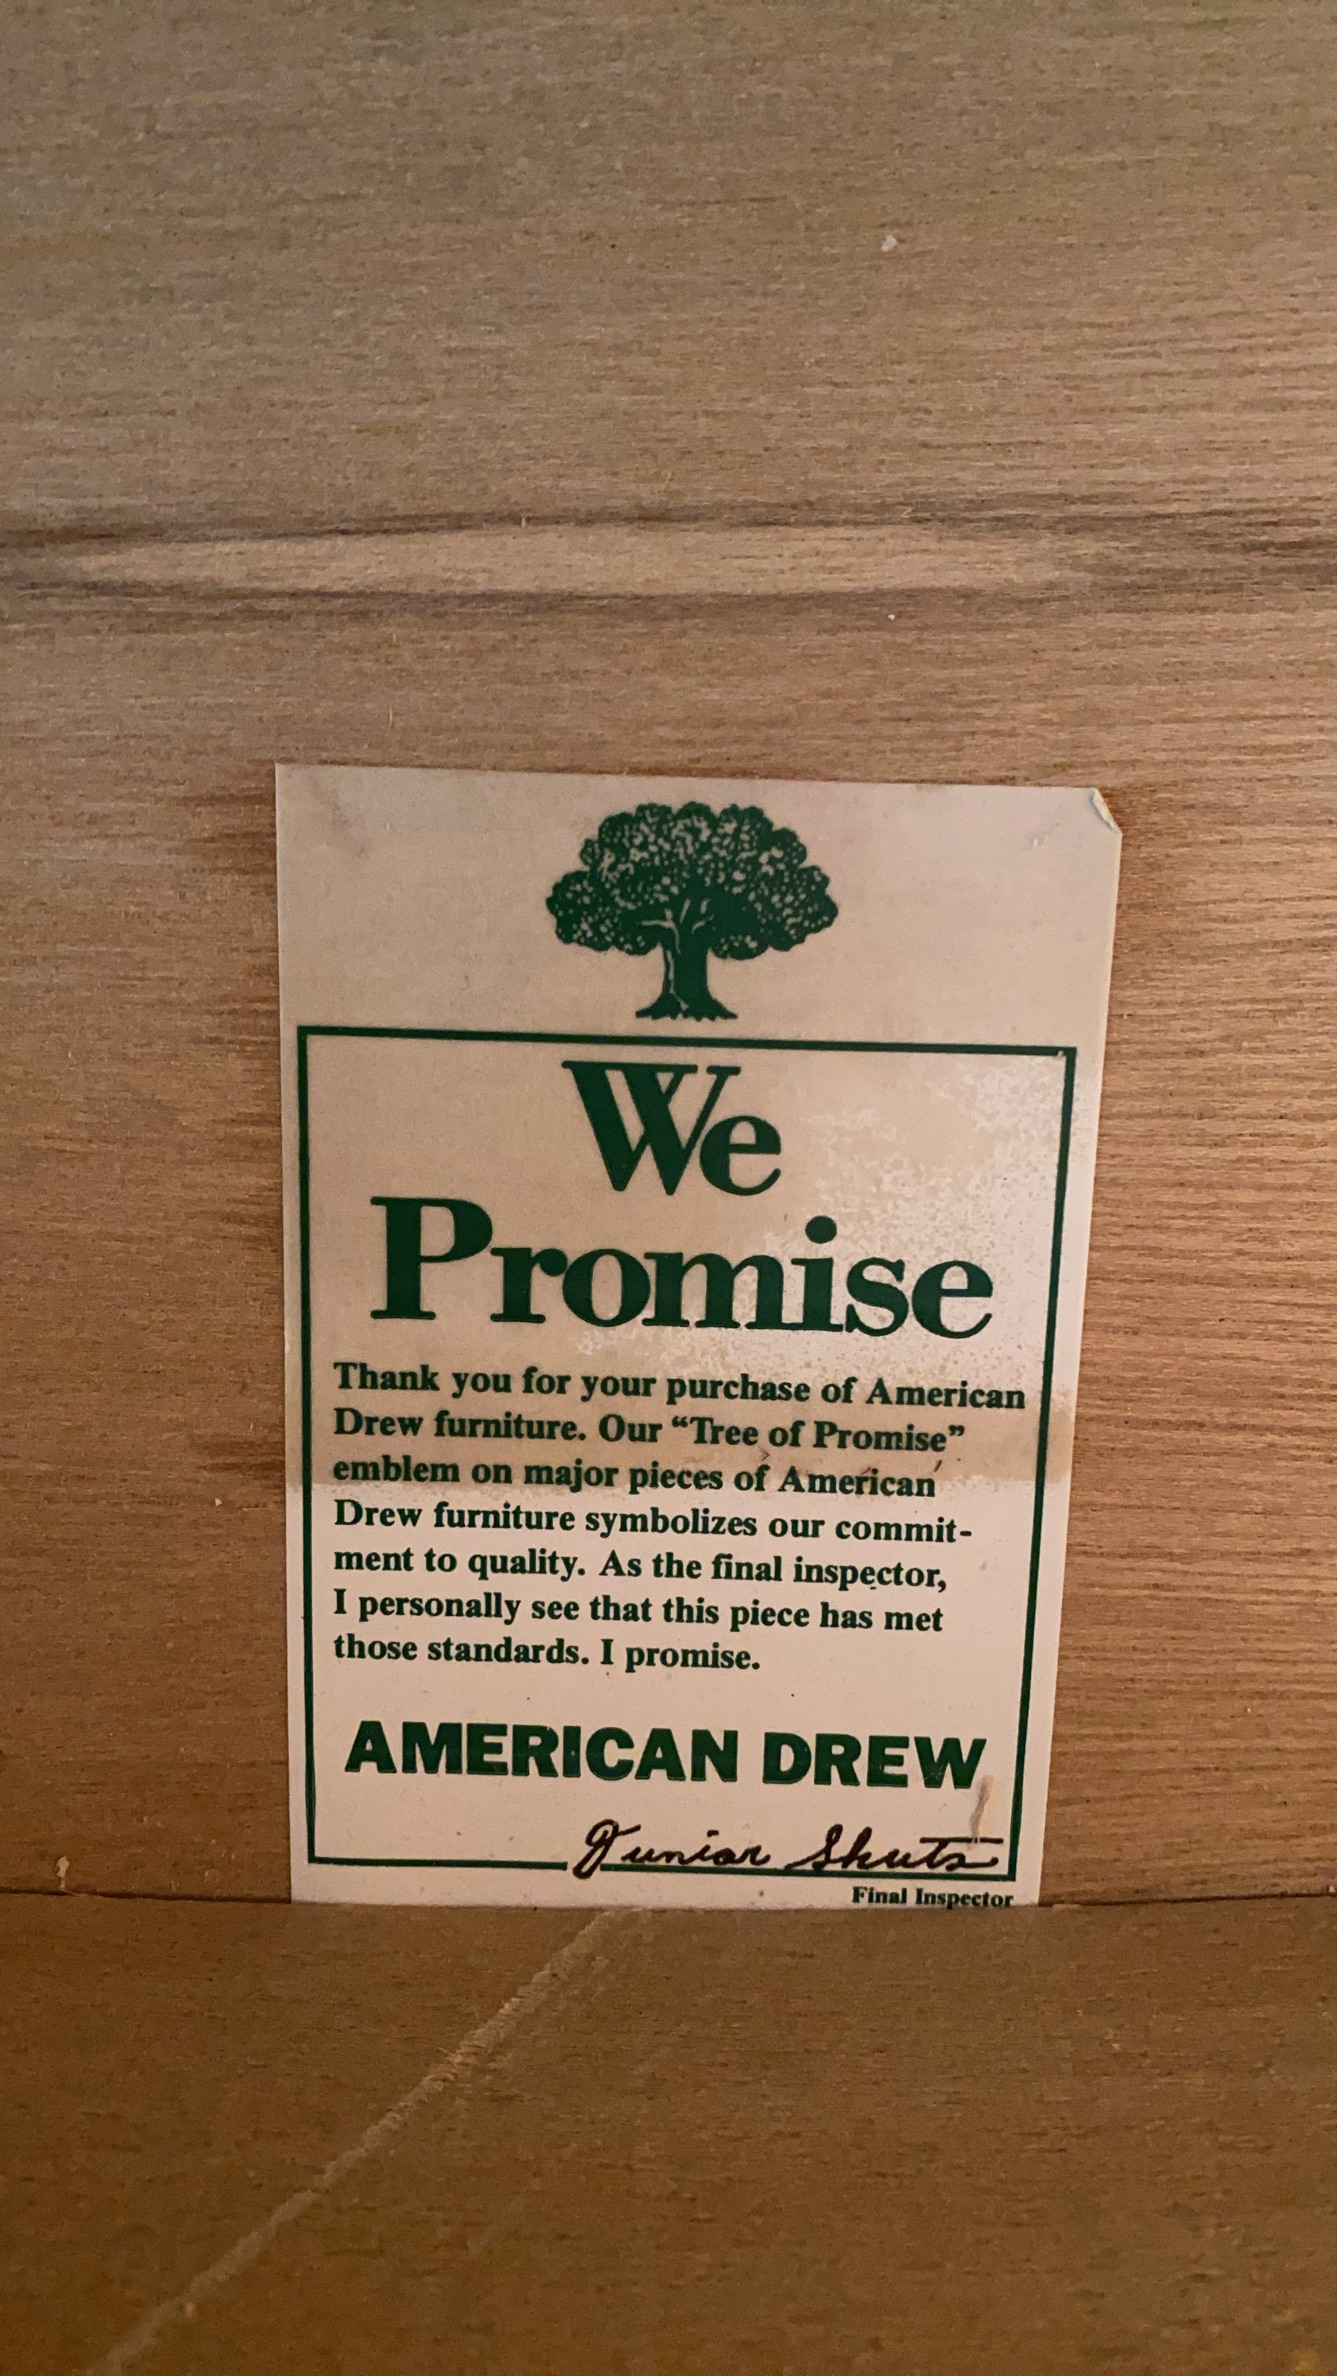 We
Promise
Thank you for your purchase of American
Drew furniture. Our “Tree of Promise”
emblem on major pieces of American
Drew furniture symbolizes our commit-
ment to quality. As the final inspector,
I personally see that this piece has met
those standards. I promise.
AMERICAN DREW
Junior Shuts
Final Inspector